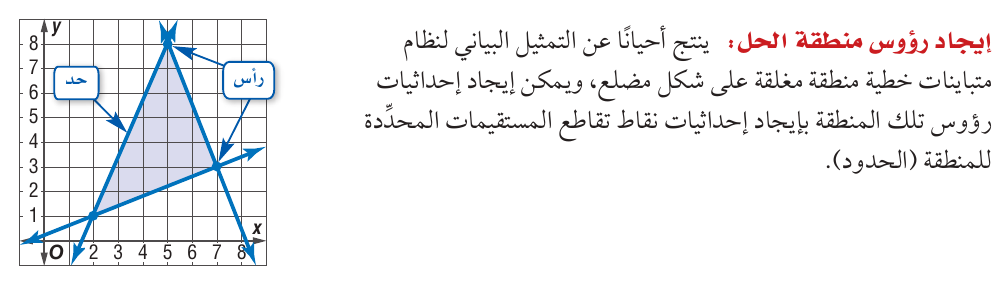 إيجاد رؤوس منطقة الحل: ينتج أحيانًا عن التمثيل البياني لنظام
متباينات خطية منطقة مغلقة على شكل مضلع، ويمكن إيجاد إحداثيات
رؤوس تلك المنطقة بإيجاد إحداثيات نقاط تقاطع المستقيمات المحدِّدة
للمنطقة (الحدود).
y
8
7
6
5
4
3
2
1
رأس
حد
x
O 2 3 4 5 6 7 8